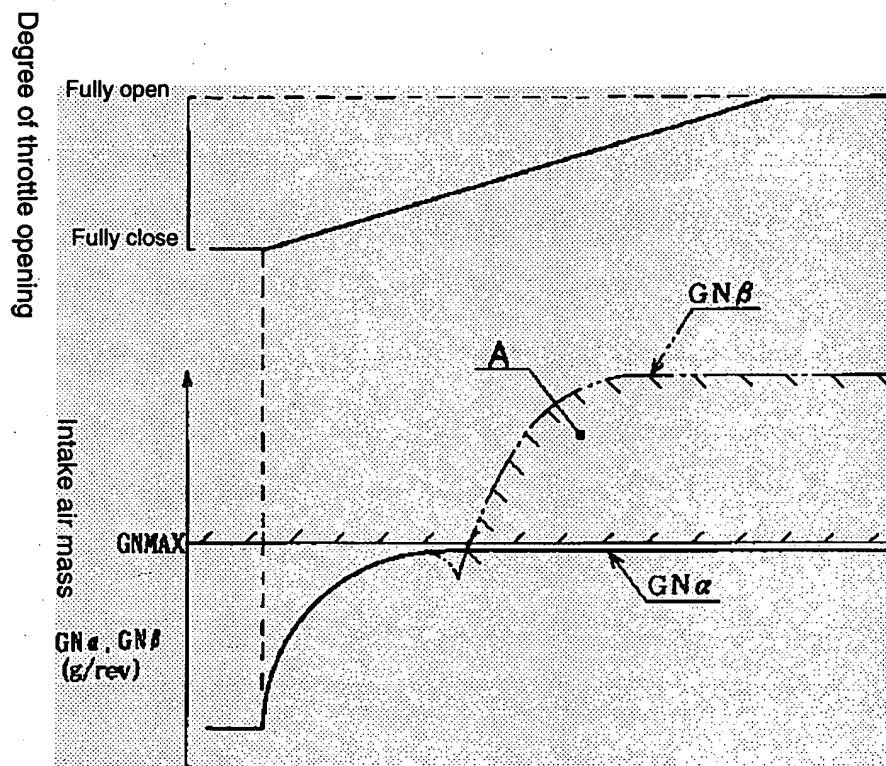 Degree of throttle opening
Fully open
Fully close
GNβ
A
Intake air mass
GNMAX
GNα
GNα, GNβ
(g/rev)